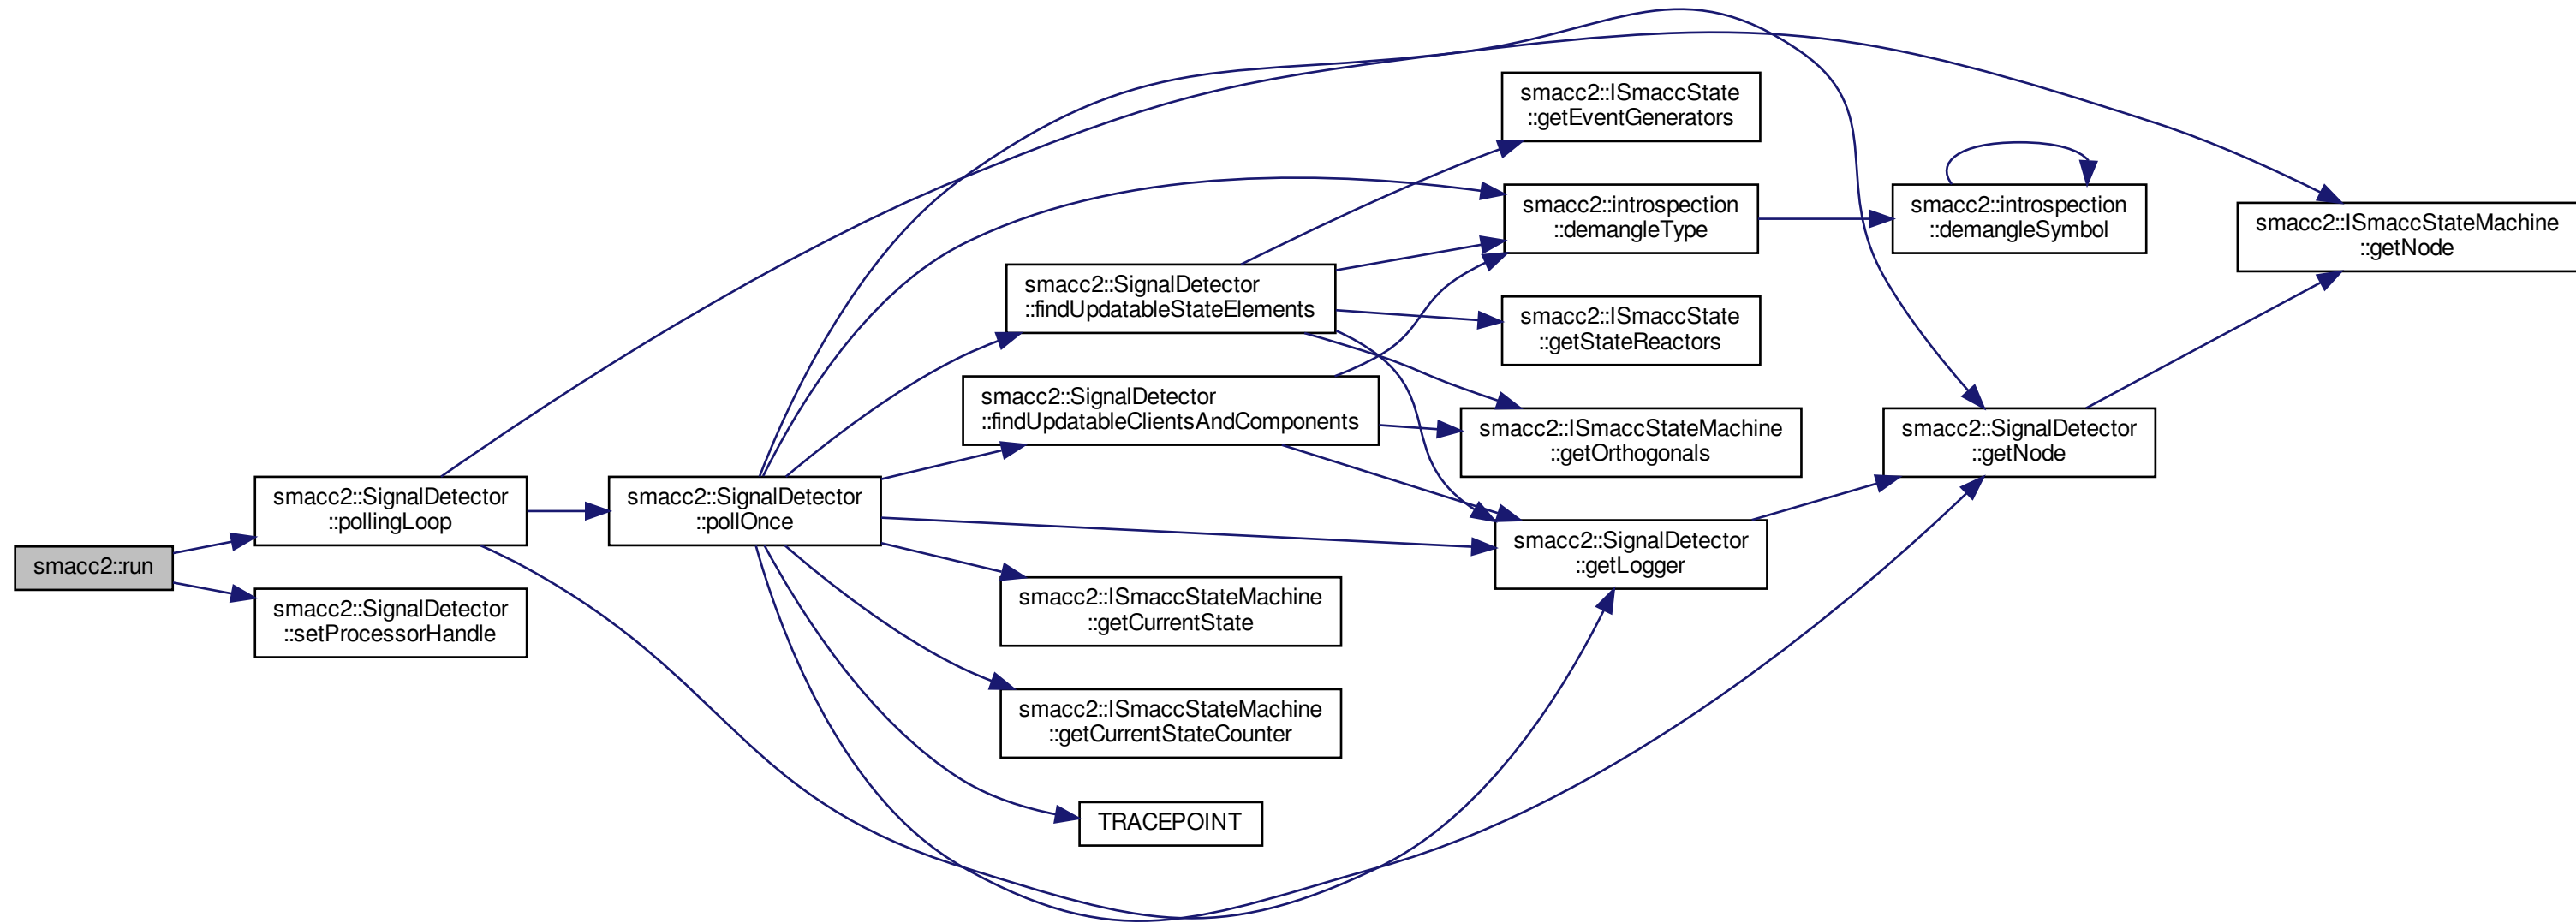 smacc2::run
smacc2::SignalDetector
::pollingLoop
smacc2::SignalDetector
::setProcessorHandle
smacc2::SignalDetector
::pollOnce
smacc2::SignalDetector
::findUpdatableStateElements
smacc2::SignalDetector
::findUpdatableClientsAndComponents
smacc2::ISmaccStateMachine
::getCurrentState
smacc2::ISmaccStateMachine
::getCurrentStateCounter
TRACEPOINT
smacc2::ISmaccState
::getEventGenerators
smacc2::introspection
::demangleType
smacc2::ISmaccState
::getStateReactors
smacc2::ISmaccStateMachine
::getOrthogonals
smacc2::SignalDetector
::getLogger
smacc2::introspection
::demangleSymbol
smacc2::SignalDetector
::getNode
smacc2::ISmaccStateMachine
::getNode